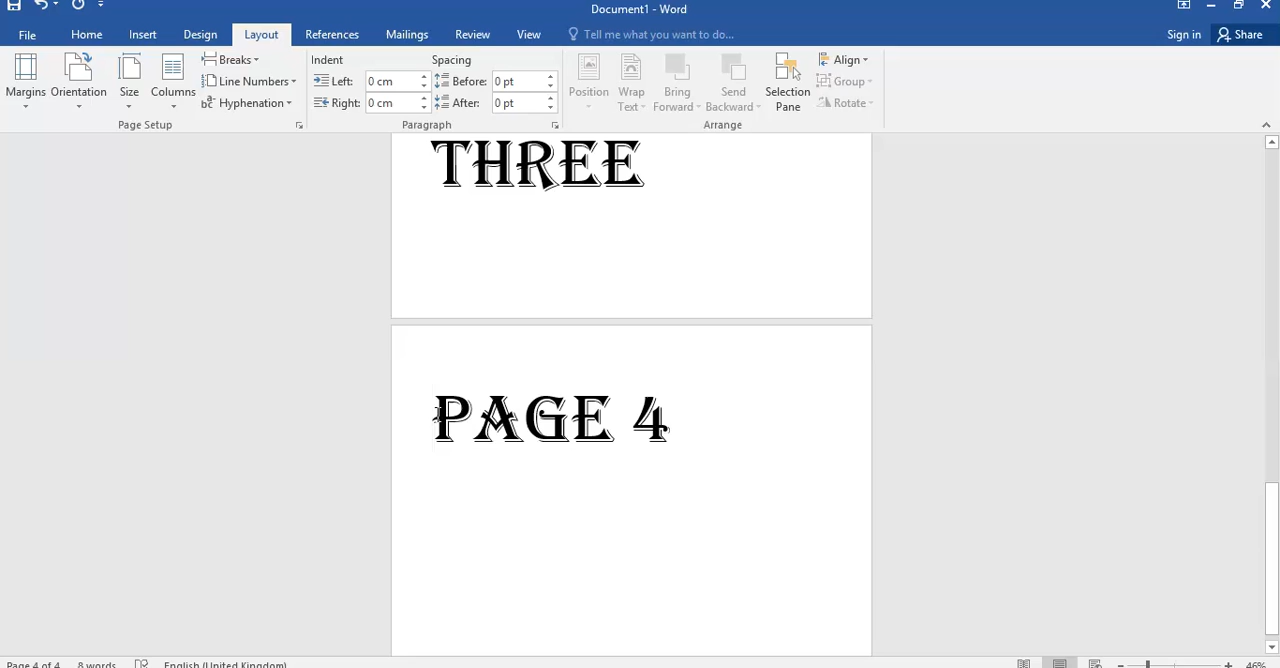 Document1 - Word
File Home Insert Design Layout References Mailings Review View Tell me what you want to do... Sign in Share
Margins Orientation Size Columns
Breaks
Line Numbers
Hyphenation
Page Setup
Indent Spacing
Left: 0 cm Before: 0 pt
Right: 0 cm After: 0 pt
Paragraph
Position Wrap Text Bring Forward Send Backward Selection Pane
Align
Group
Rotate
Arrange
THREE
PAGE 4
Page 4 of 4 8 words English (United Kingdom) 46%